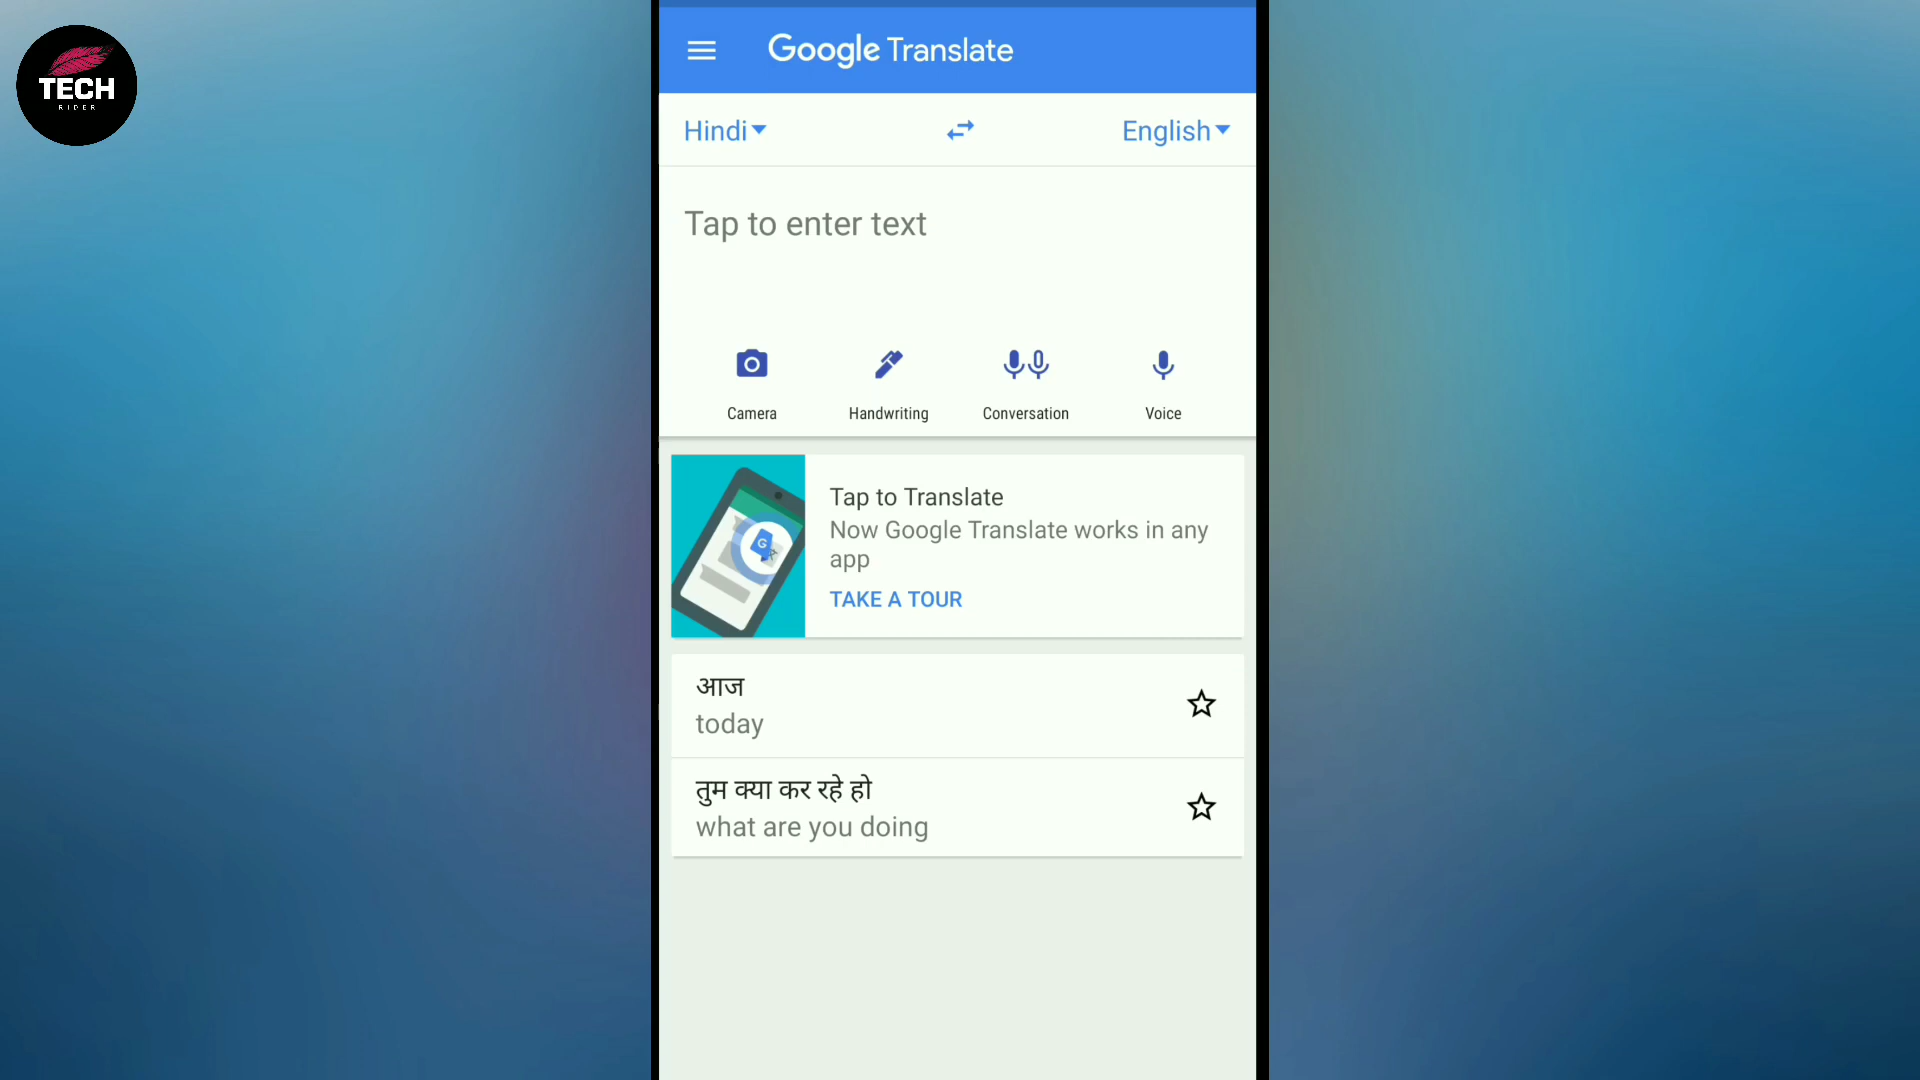 TECH
RIDER
Google Translate
Hindi
English
Tap to enter text
Camera
Handwriting
Conversation
Voice
Tap to Translate
Now Google Translate works in any
app
TAKE A TOUR
आज
today
तुम क्या कर रहे हो
what are you doing